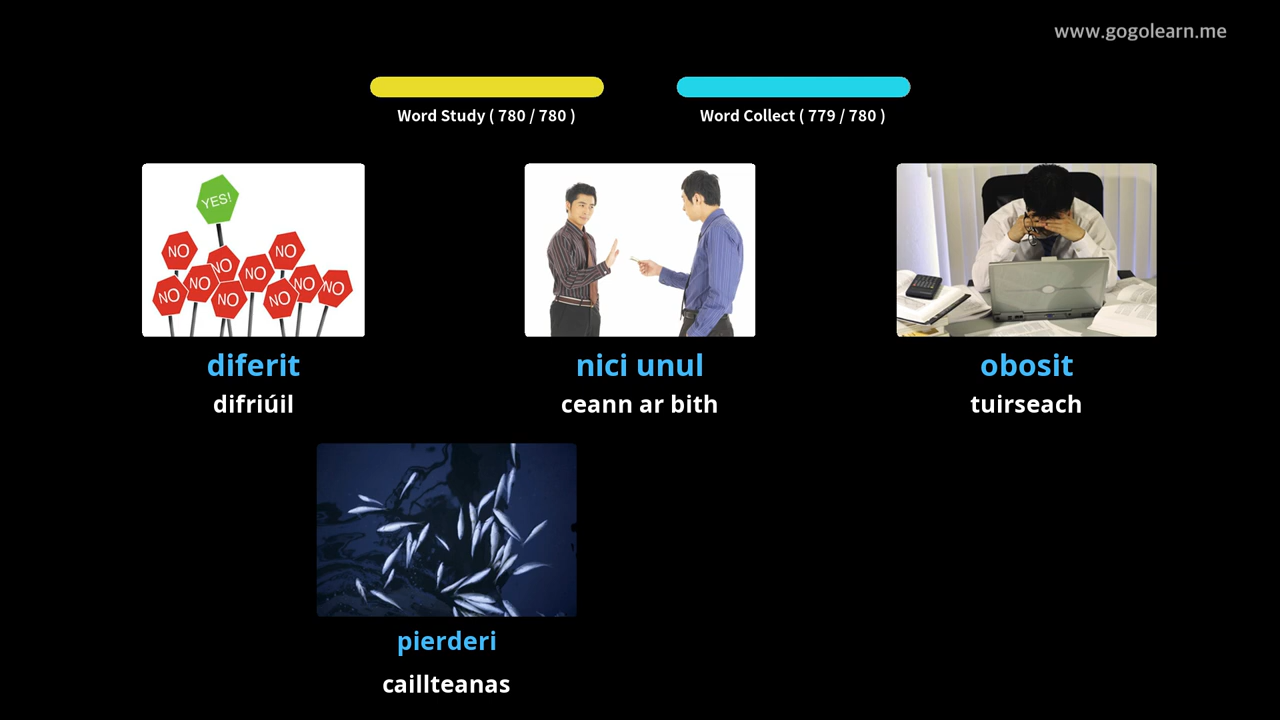 www.gogolearn.me
Word Study ( 780 / 780 )
Word Collect ( 779 / 780 )
YES!
NO
NO
NO
NO
NO
NO
NO
NO
NO
NO
diferit
difriúil
nici unul
ceann ar bith
obosit
tuirseach
pierderi
caillteanas